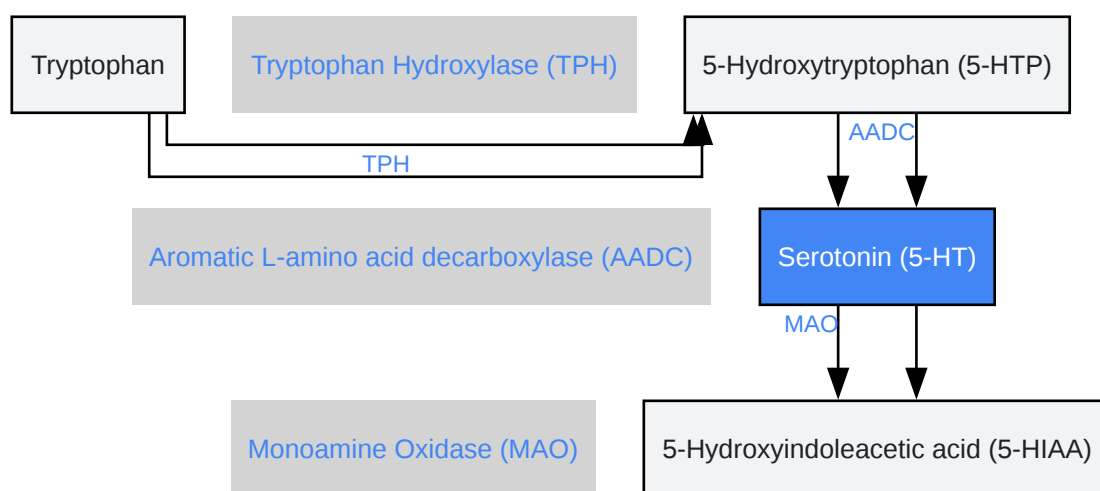 Tryptophan
Tryptophan Hydroxylase (TPH)
5-Hydroxytryptophan (5-HTP)
AADC
TPH
Aromatic L-amino acid decarboxylase (AADC)
Serotonin (5-HT)
MAO
Monoamine Oxidase (MAO)
5-Hydroxyindoleacetic acid (5-HIAA)